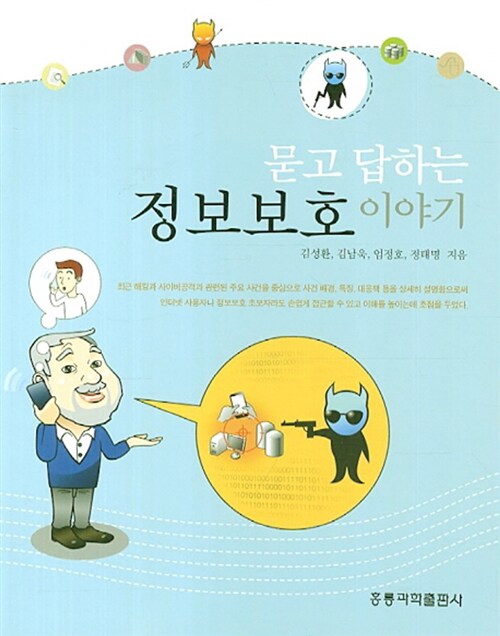 묻고 답하는
정보보호 이야기
김성환, 김남욱, 엄정호, 정태명 지음
최근 해킹과 사이버공격과 관련된 주요 사건을 중심으로 사건 배경, 특징, 대응책 등을 상세히 설명함으로써
인터넷 사용자나 정보보호 초보자라도 손쉽게 접근할 수 있고 이해를 높이는데 초점을 두었다.
홍릉과학출판사